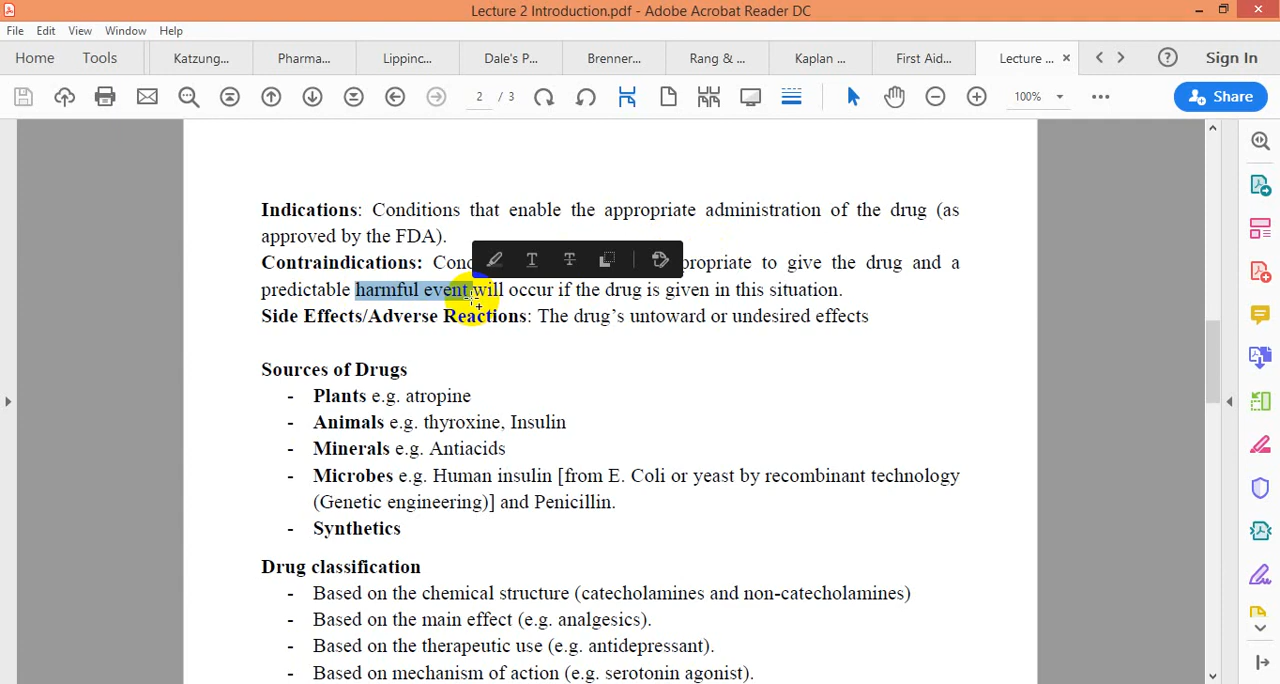 Lecture 2 Introduction.pdf - Adobe Acrobat Reader DC
File Edit View Window Help
Home Tools Katzung... Pharma... Lippinc... Dale's P... Brenner... Rang & ... Kaplan ... First Aid... Lecture ... Sign In
2 / 3 100% Share
Indications: Conditions that enable the appropriate administration of the drug (as
approved by the FDA).
Contraindications: propriate to give the drug and a
predictable harmful event will occur if the drug is given in this situation.
Side Effects/Adverse Reactions: The drug’s untoward or undesired effects
Sources of Drugs
- Plants e.g. atropine
- Animals e.g. thyroxine, Insulin
- Minerals e.g. Antiacids
- Microbes e.g. Human insulin [from E. Coli or yeast by recombinant technology
(Genetic engineering)] and Penicillin.
- Synthetics
Drug classification
- Based on the chemical structure (catecholamines and non-catecholamines)
- Based on the main effect (e.g. analgesics).
- Based on the therapeutic use (e.g. antidepressant).
- Based on mechanism of action (e.g. serotonin agonist).